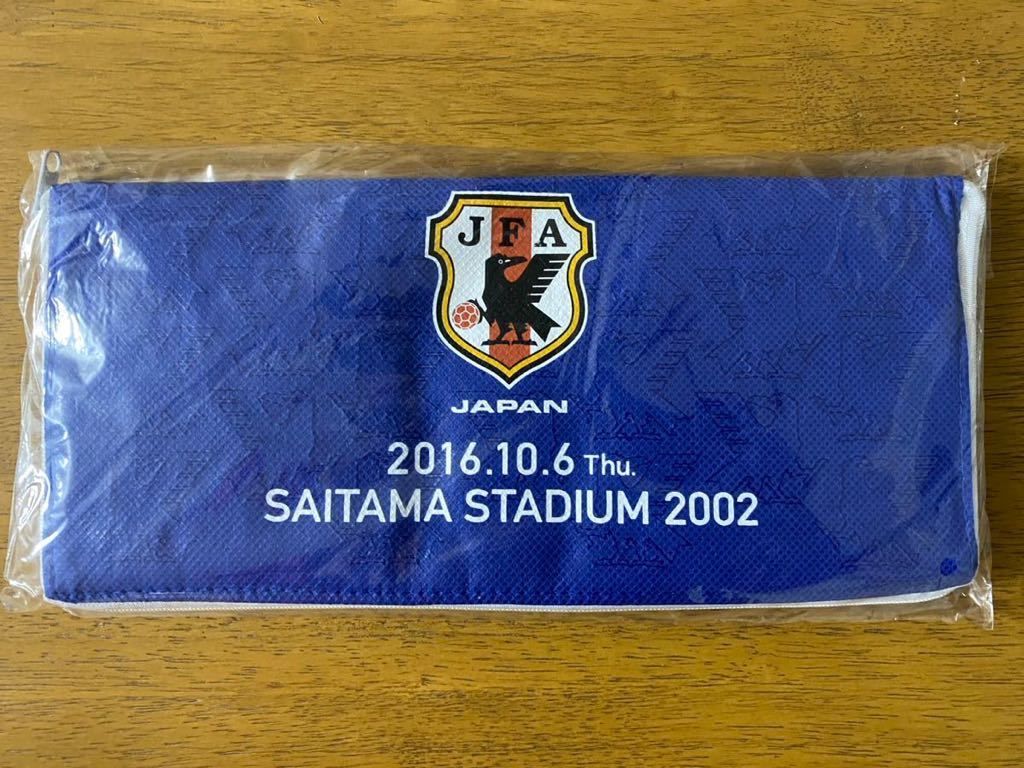 JFA
JAPAN
2016.10.6 Thu.
SAITAMA STADIUM 2002